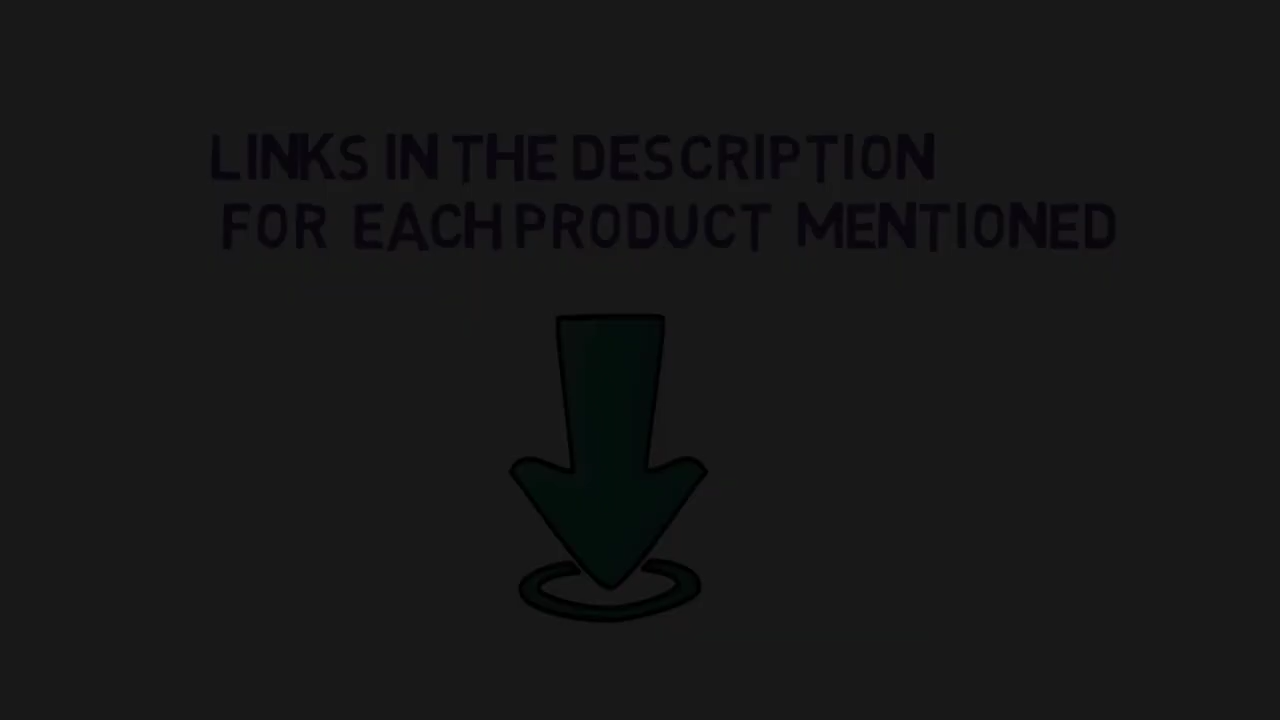 LINKS IN THE DESCRIPTION
FOR EACH PRODUCT MENTIONED